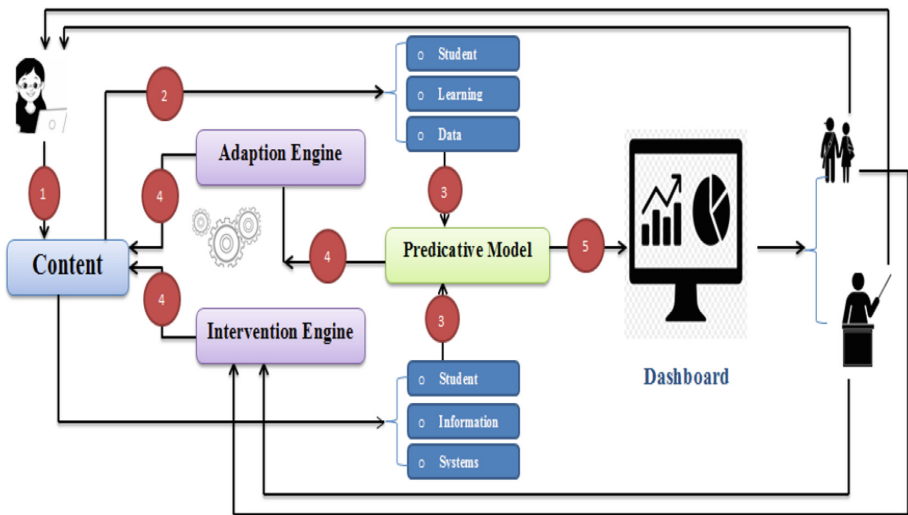 ○ Student
2
○ Learning
○ Data
Adaption Engine
1
4
3
Content
4
Predicative Model
5
4
Intervention Engine
3
Dashboard
○ Student
○ Information
○ Systems